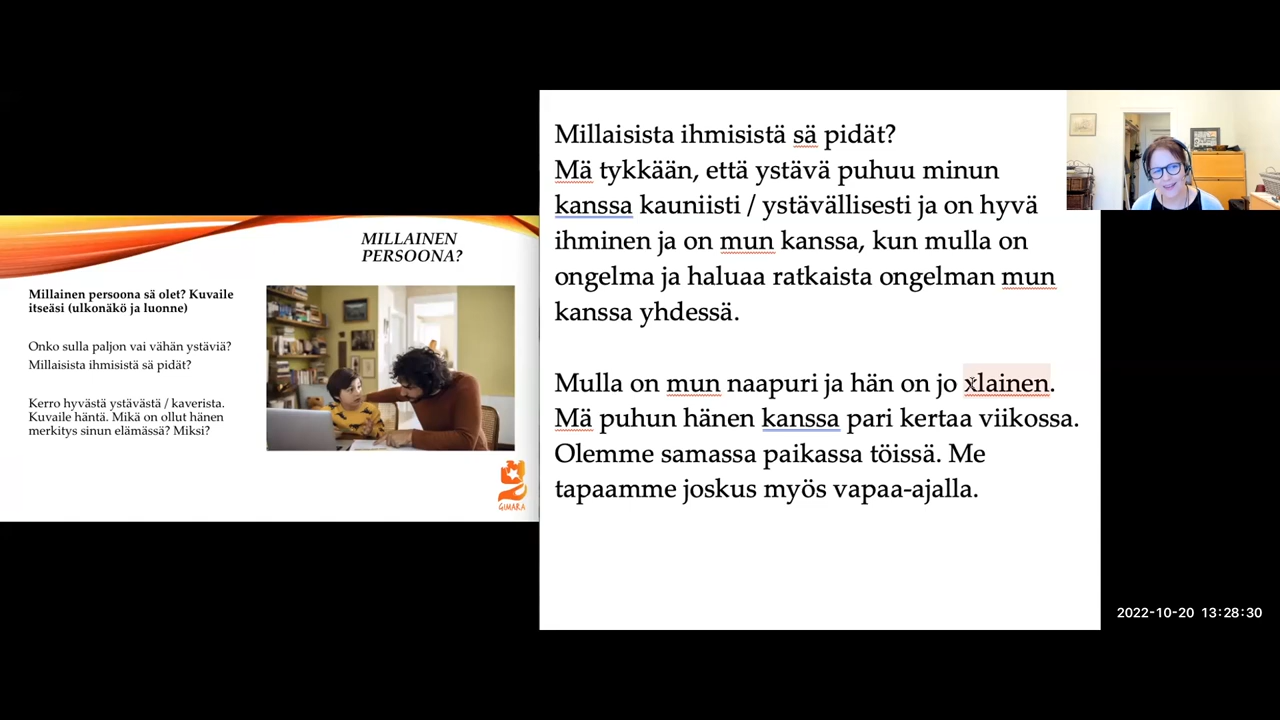 MILLAINEN
PERSOONA?
Millainen persoona sä olet? Kuvaile
itseäsi (ulkonäkö ja luonne)
Onko sulla paljon vai vähän ystäviä?
Millaisista ihmisistä sä pidät?
Kerro hyvästä ystävästä / kaverista.
Kuvaile häntä. Mikä on ollut hänen
merkitys sinun elämässä? Miksi?
GIMARA
Millaisista ihmisistä sä pidät?
Mä tykkään, että ystävä puhuu minun
kanssa kauniisti / ystävällisesti ja on hyvä
ihminen ja on mun kanssa, kun mulla on
ongelma ja haluaa ratkaista ongelman mun
kanssa yhdessä.
Mulla on mun naapuri ja hän on jo xlainen.
Mä puhun hänen kanssa pari kertaa viikossa.
Olemme samassa paikassa töissä. Me
tapaamme joskus myös vapaa-ajalla.
2022-10-20 13:28:30